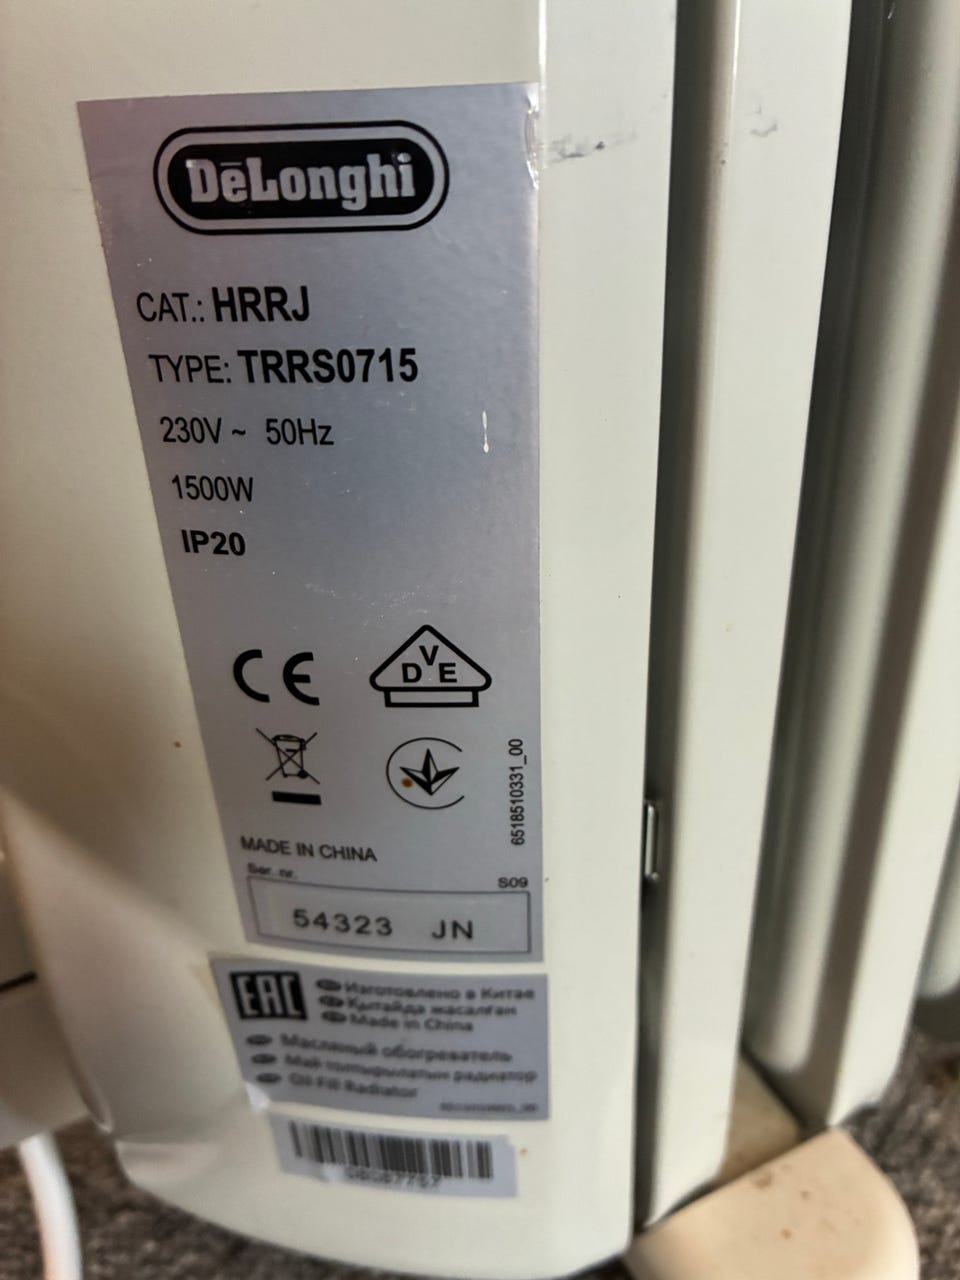 DēLonghi
CAT.: HRRJ
TYPE: TRRS0715
230V ~ 50Hz
1500W
IP20
CE
DVE
6518510331_00
MADE IN CHINA
Ser. nr.
S09
54323 JN
EAC
Изготовлено в Китае
Қытайда жасалған
Made in China
Масляный обогреватель
Май толтырылатын радиатор
Oil Fill Radiator